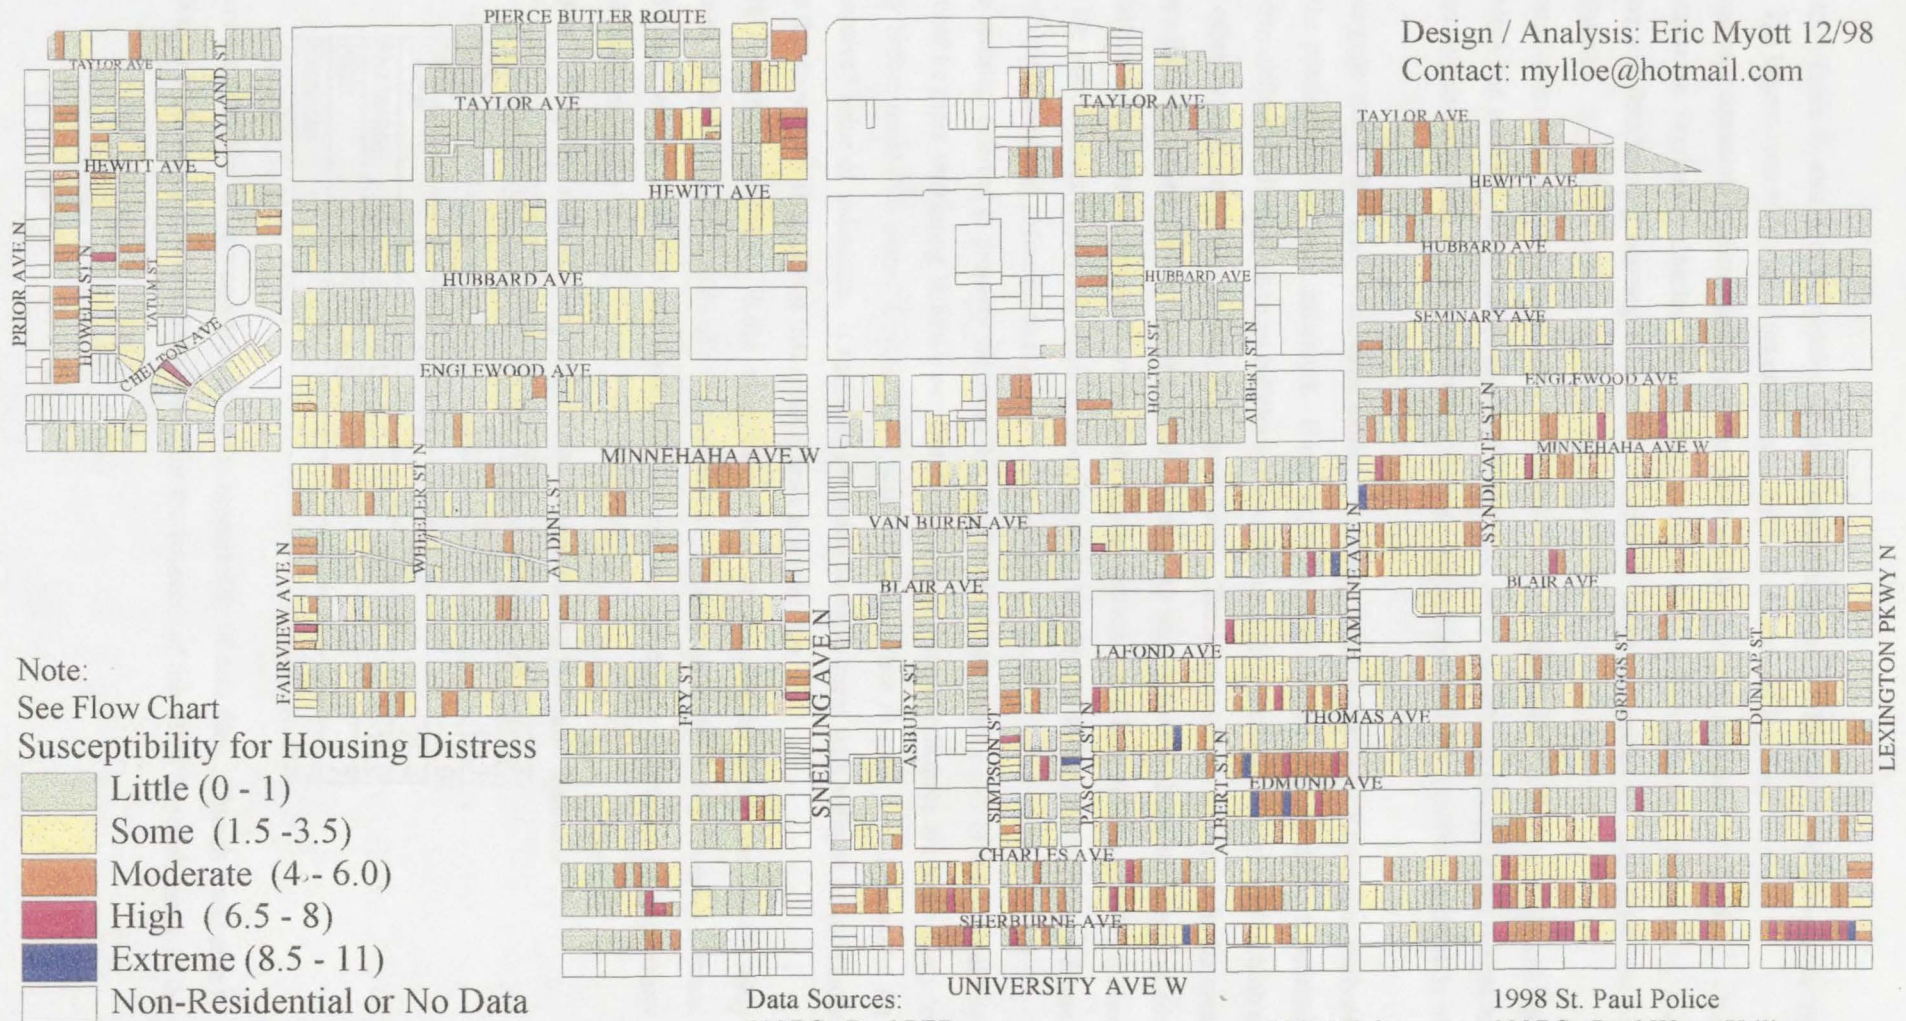 PIERCE BUTLER ROUTE
Design / Analysis: Eric Myott 12/98
Contact: mylloe@hotmail.com
TAYLOR AVE
CLAYLAND ST
TAYLOR AVE
TAYLOR AVE
TAYLOR AVE
HEWITT AVE
HEWITT AVE
HEWITT AVE
PRIOR AVE N
HOWELL ST N
TATUM ST
HUBBARD AVE
HUBBARD AVE
HUBBARD AVE
CHELTON AVE
SEMINARY AVE
HOLTON ST
ALBERT ST N
ENGLEWOOD AVE
ENGLEWOOD AVE
MINNEHAHA AVE W
MINNEHAHA AVE W
SYNDICATE ST N
WHEELER ST N
ALDINE ST
VAN BUREN AVE
HAMLINE AVE N
FAIRVIEW AVE N
BLAIR AVE
BLAIR AVE
LEXINGTON PKWY N
SNELLING AVE N
LAFOND AVE
GRIGGS ST
DUNLAP ST
FRY ST
ASBURY ST
SIMPSON ST
PASCAL ST N
ALBERT ST N
THOMAS AVE
EDMUND AVE
CHARLES AVE
SHERBURNE AVE
UNIVERSITY AVE W
Note:
See Flow Chart
Susceptibility for Housing Distress
Little (0 - 1)
Some (1.5 -3.5)
Moderate (4 - 6.0)
High ( 6.5 - 8)
Extreme (8.5 - 11)
Non-Residential or No Data
Data Sources:
1998 St. Paul Police